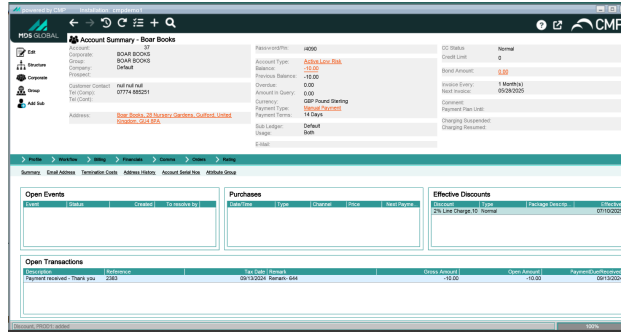 powered by CMP Installation: cmpdemo1
MDS GLOBAL
CMP
Account Summary - Boar Books
Edit
Structure
Corporate
Group
Add Sub
Account: 37
Corporate: BOAR BOOKS
Group: BOAR BOOKS
Company: Default
Prospect:
Customer Contact null null null
Tel (Comp): 07774 685251
Tel (Cont):
Address: Boar Books, 28 Nursery Gardens, Guilford, United
Kingdom, GU4 8FA
Password/Pin: #090
Account Type: Active Low Risk
Balance: -10.00
Previous Balance: -10.00
Overdue: 0.00
Amount In Query: 0.00
Currency: GBP Pound Sterling
Payment Type: Manual Payment
Payment Terms: 14 Days
Sub Ledger: Default
Usage: Both
E-Mail:
CC Status Normal
Credit Limit: 0
Bond Amount: 0.00
Invoice Every: 1 Month(s)
Next Invoice: 05/28/2025
Comment:
Payment Plan Until:
Charging Suspended:
Charging Resumed:
Profile Workflow Billing Financials Comms Orders Rating
Summary Email Address Termination Costs Address History Account Serial Nos Attribute Group
Open Events
Event Status Created To resolve by
Purchases
Date/Time Type Channel Price Next Payme...
Effective Discounts
Discount Type Package Descrip... Effective
2% Line Charge,10 Normal 07/10/2025
Open Transactions
Description Reference Tax Date Remark Gross Amount Open Amount PaymentDueReceived
Payment received - Thank you 2383 09/13/2024 Remark- 644 -10.00 -10.00 09/13/2024
Discount, PROD1: added 100%